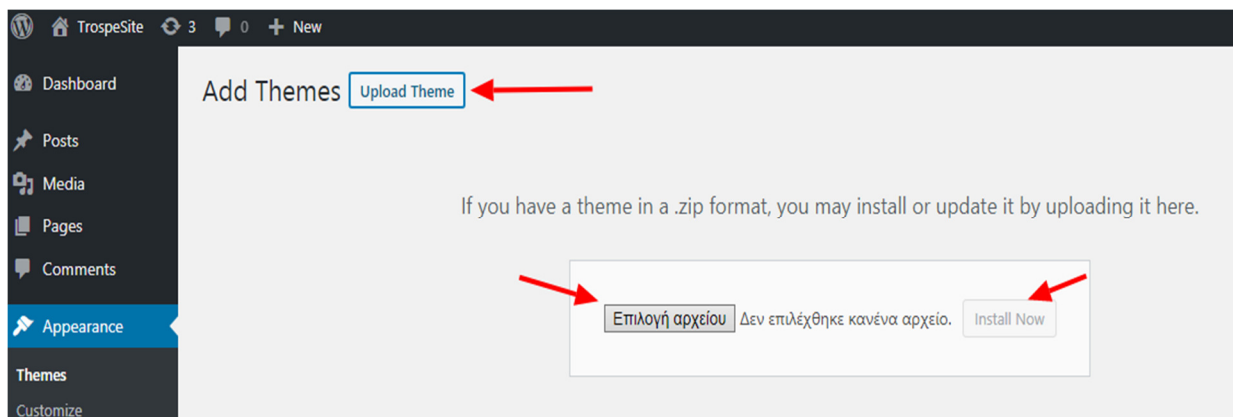 TrospeSite 3 0 + New
Dashboard
Add Themes Upload Theme
Posts
Media
If you have a theme in a .zip format, you may install or update it by uploading it here.
Pages
Comments
Επιλογή αρχείου Δεν επιλέχθηκε κανένα αρχείο. Install Now
Appearance
Themes
Customize